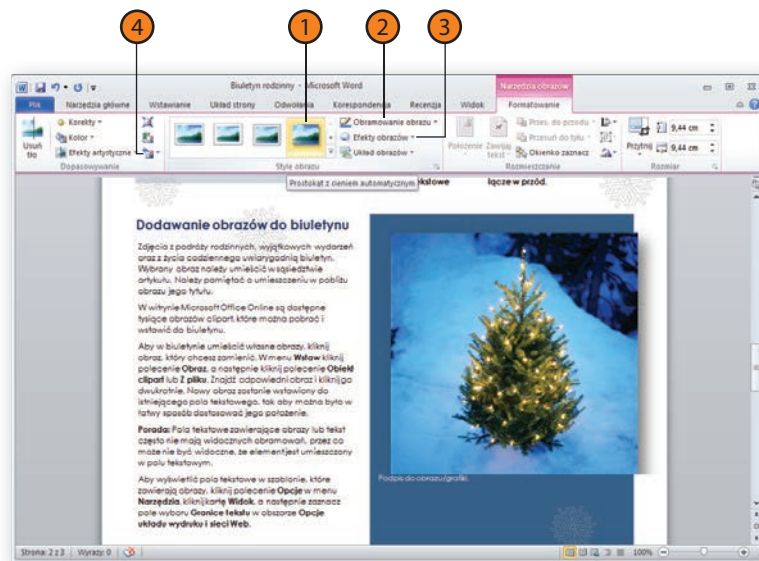 4 1 2 3
Biuletyn rodzinny - Microsoft Word
Narzędzia obrazów
Plik Narzędzia główne Wstawianie Układ strony Odwołania Korespondencja Recenzja Widok Formatowanie
Usuń tło
Korekty
Kolor
Efekty artystyczne
Dopasowywanie
Obramowanie obrazu
Efekty obrazów
Układ obrazów
Style obrazu
Położenie
Zawijaj tekst
Przes. do przodu
Przesuń do tyłu
Okienko zaznacz.
Rozmieszczanie
Przytnij
9,44 cm
9,44 cm
Rozmiar
Prostokąt z cieniem automatycznym
łącze w przód.
Dodawanie obrazów do biuletynu
Zdjęcia z podróży rodzinnych, wyjątkowych wydarzeń
oraz z życia codziennego uwiarygodnią biuletyn.
Wybrany obraz należy umieścić w sąsiedztwie
artykułu. Należy pamiętać o umieszczeniu w pobliżu
obrazu jego tytułu.
W witrynie Microsoft Office Online są dostępne
tysiące obrazów clipart, które można pobrać i
wstawić do biuletynu.
Aby w biuletynie umieścić własne obrazy, kliknij
obraz, który chcesz zamienić. W menu Wstaw kliknij
polecenie Obraz, a następnie kliknij polecenie Obiekt
clipart lub Z pliku. Znajdź odpowiedni obraz i kliknij go
dwukrotnie. Nowy obraz zostanie wstawiony do
istniejącego pola tekstowego, tak aby można było w
łatwy sposób dostosować jego położenie.
Porada: Pola tekstowe zawierające obrazy lub tekst
często nie mają widocznych obramowań, przez co
może nie być widoczne, że element jest umieszczony
w polu tekstowym.
Aby wyświetlić pola tekstowe w szablonie, które
zawierają obrazy, kliknij polecenie Opcje w menu
Narzędzia, kliknij kartę Widok, a następnie zaznacz
pole wyboru Granice tekstu w obszarze Opcje
układu wydruku i sieci Web.
Podpis do obrazu/grafiki.
Strona: 2 z 3 Wyrazy: 0 100%